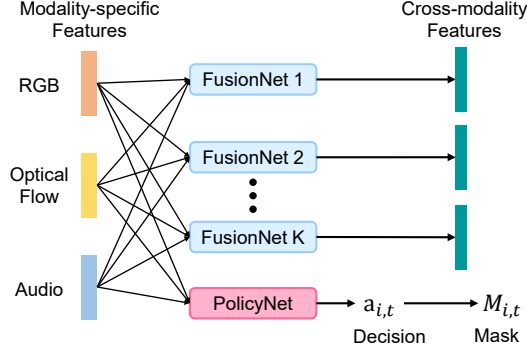 Modality-specific
Features
Cross-modality
Features
RGB
FusionNet 1
Optical
Flow
FusionNet 2
FusionNet K
Audio
PolicyNet
a_{i,t}
M_{i,t}
Decision
Mask